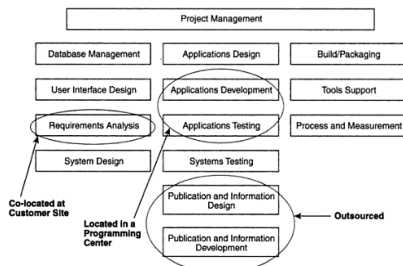 Project Management
Database Management
Applications Design
Build/Packaging
User Interface Design
Applications Development
Tools Support
Requirements Analysis
Applications Testing
Process and Measurement
System Design
Systems Testing
Co-located at
Customer Site
Located in a
Programming
Center
Publication and Information
Design
Outsourced
Publication and Information
Development